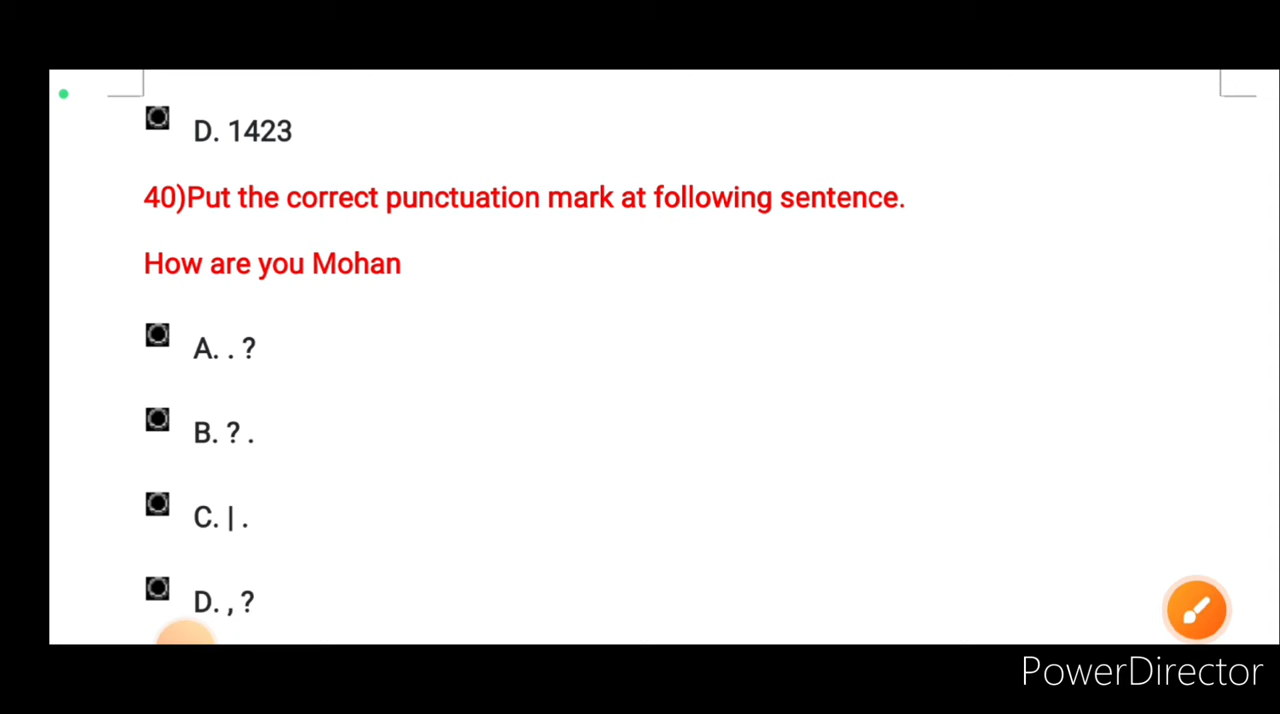 D. 1423
40)Put the correct punctuation mark at following sentence.
How are you Mohan
A. . ?
B. ? .
C. | .
D. , ?
PowerDirector